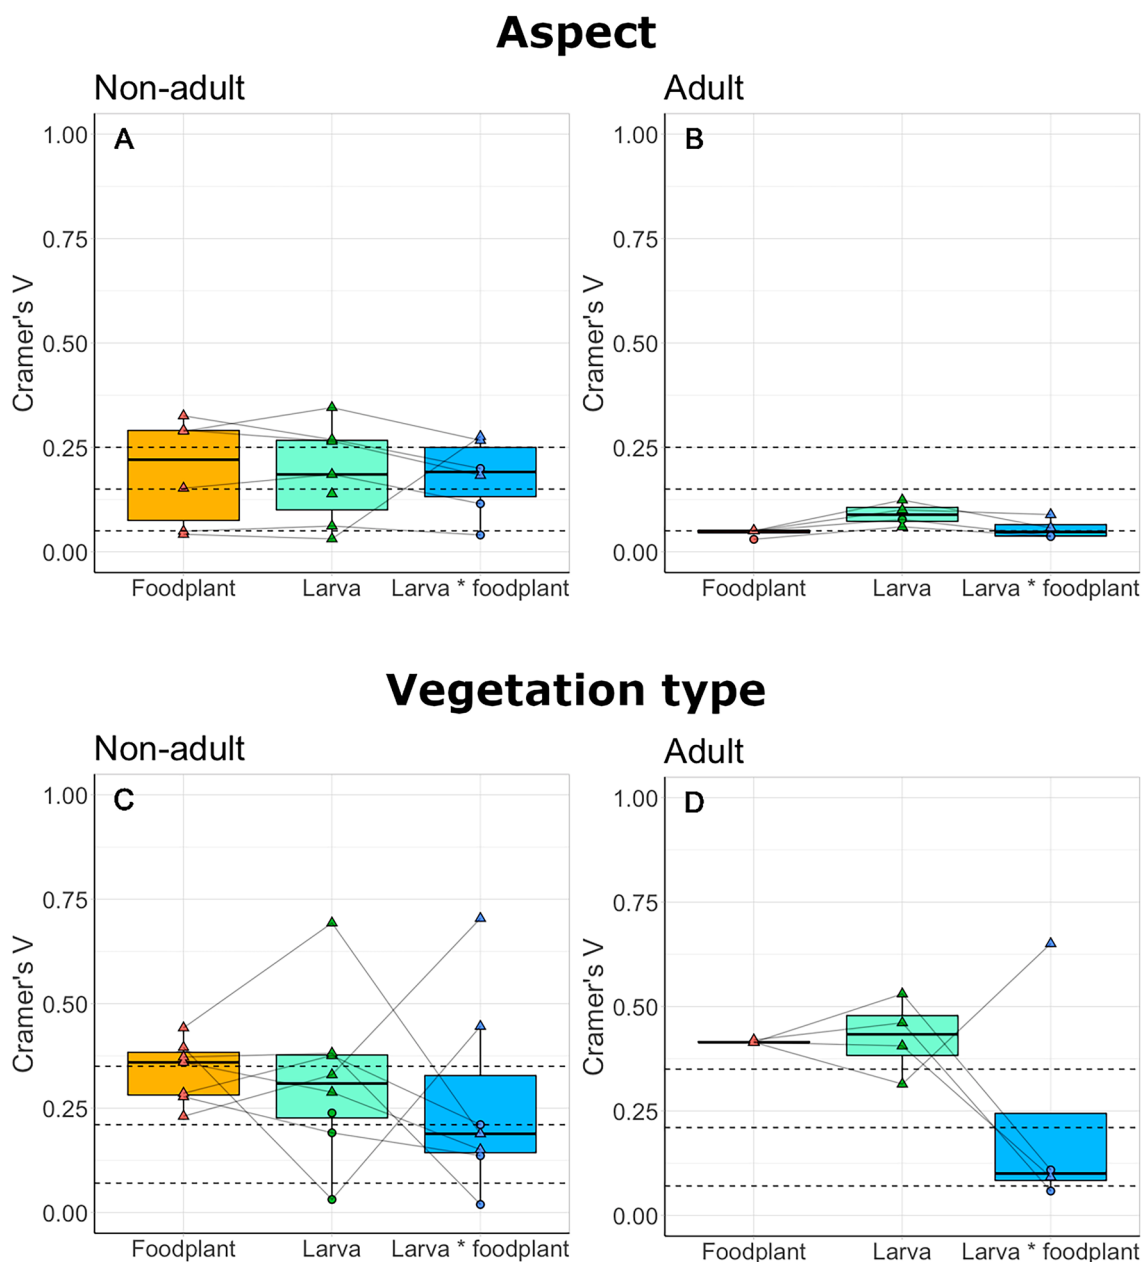 Aspect
Non-adult
Adult
A
B
1.00
0.75
0.50
0.25
0.00
Cramer's V
1.00
0.75
0.50
0.25
0.00
Cramer's V
Foodplant Larva Larva * foodplant
Foodplant Larva Larva * foodplant
Vegetation type
Non-adult
Adult
C
D
1.00
0.75
0.50
0.25
0.00
Cramer's V
1.00
0.75
0.50
0.25
0.00
Cramer's V
Foodplant Larva Larva * foodplant
Foodplant Larva Larva * foodplant